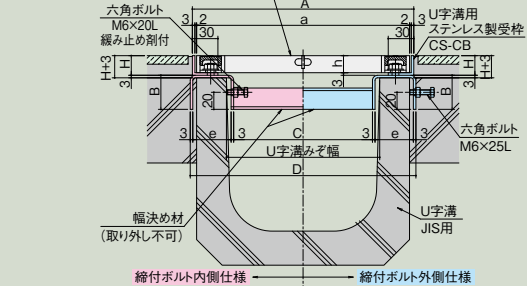 A
a
3
2
3
六角ボルト
M6×20L
緩み止め剤付
30
30
U字溝用
ステンレス製受枠
CS-CB
H+3
H
3
h
3
H
3
H+3
B
20
20
B
六角ボルト
M6×25L
3
e
3
C
3
e
3
U字溝みぞ幅
D
幅決め材
(取り外し不可)
U字溝
JIS用
締付ボルト内側仕様
締付ボルト外側仕様